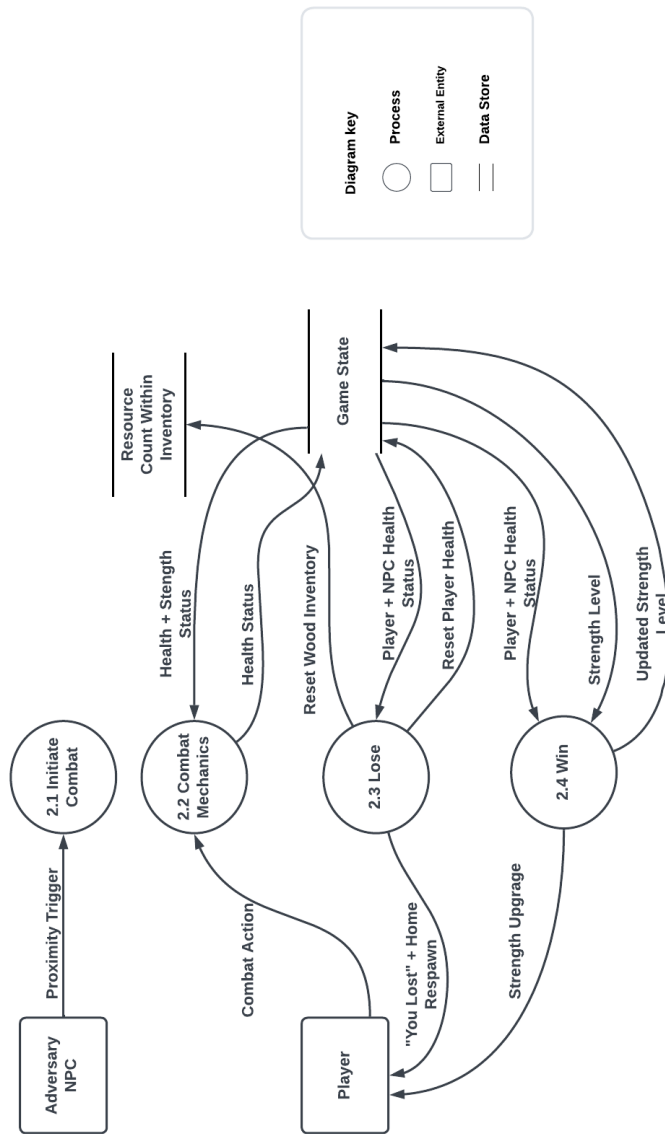 Adversary
NPC
Proximity Trigger
2.1 Initiate
Combat
Resource
Count Within
Inventory
Health + Stength
Status
2.2 Combat
Mechanics
Health Status
Combat Action
Reset Wood Inventory
Player
"You Lost" + Home
Respawn
2.3 Lose
Player + NPC Health
Status
Reset Player Health
Game State
Strength Upgrage
2.4 Win
Player + NPC Health
Status
Strength Level
Updated Strength
Level
Diagram key
Process
External Entity
Data Store